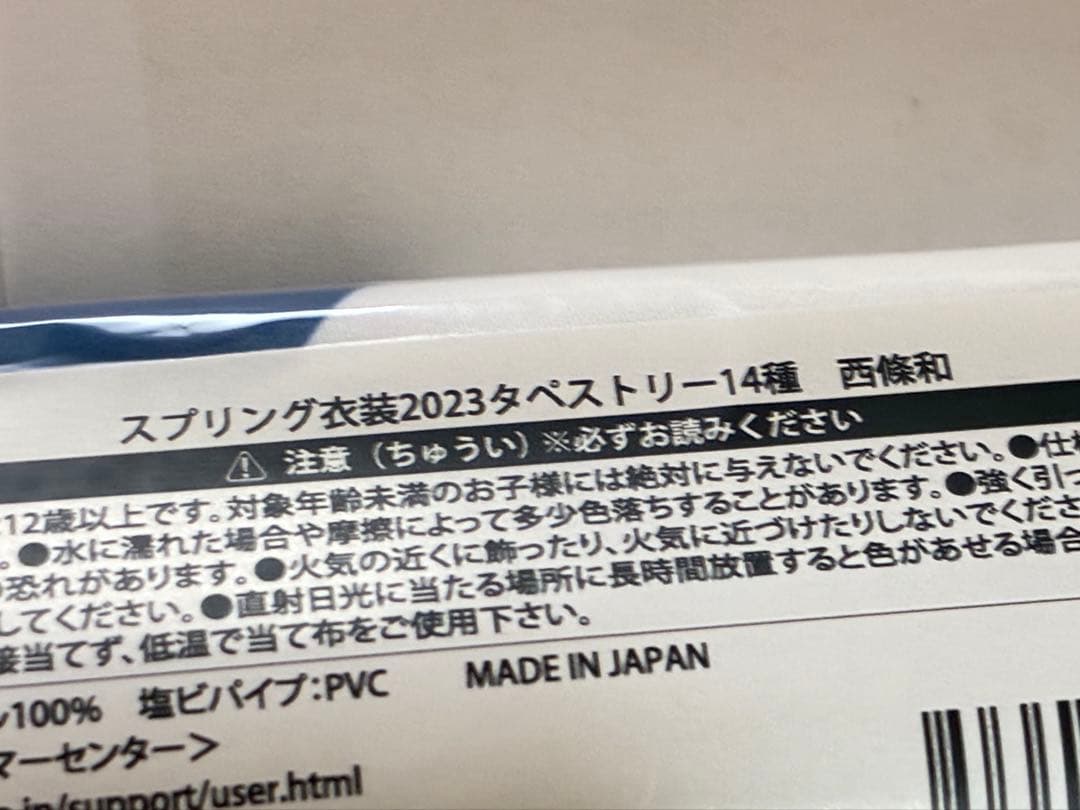 スプリング衣装2023タペストリー14種　西條和
⚠ 注意（ちゅうい）※必ずお読みください
12歳以上です。対象年齢未満のお子様には絶対に与えないでください。●仕
。●水に濡れた場合や摩擦によって多少色落ちすることがあります。●強く引っ
恐れがあります。●火気の近くに飾ったり、火気に近づけたりしないでくださ
してください。●直射日光に当たる場所に長時間放置すると色があせる場合
接当てず、低温で当て布をご使用下さい。
100%　塩ビパイプ：PVC　MADE IN JAPAN
マーセンター＞
/support/user.html